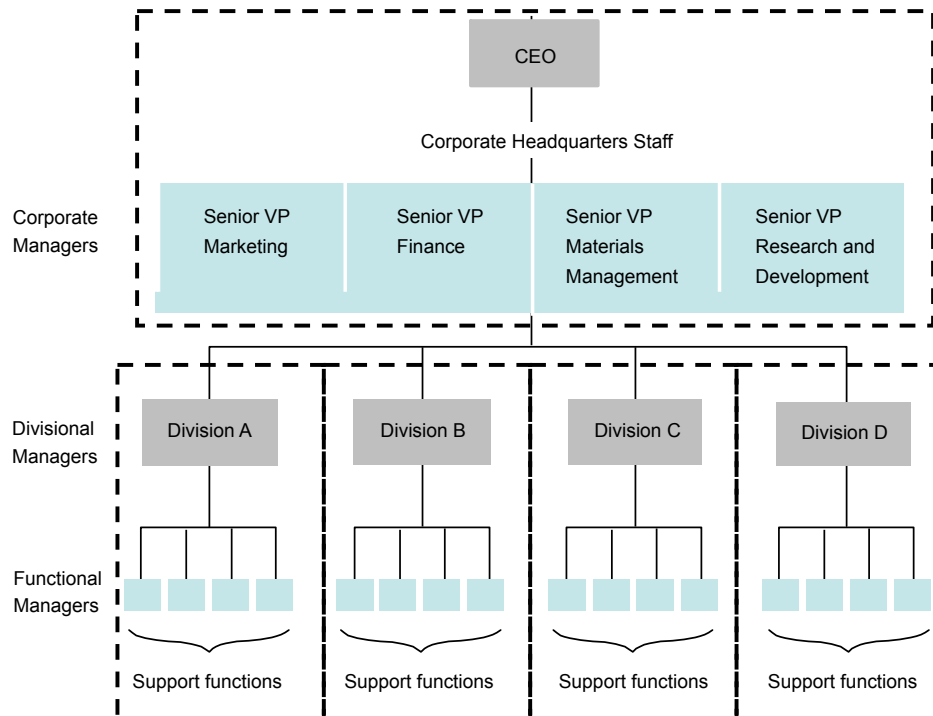 CEO
Corporate Headquarters Staff
Corporate
Managers
Senior VP
Marketing
Senior VP
Finance
Senior VP
Materials
Management
Senior VP
Research and
Development
Divisional
Managers
Division A
Division B
Division C
Division D
Functional
Managers
Support functions
Support functions
Support functions
Support functions